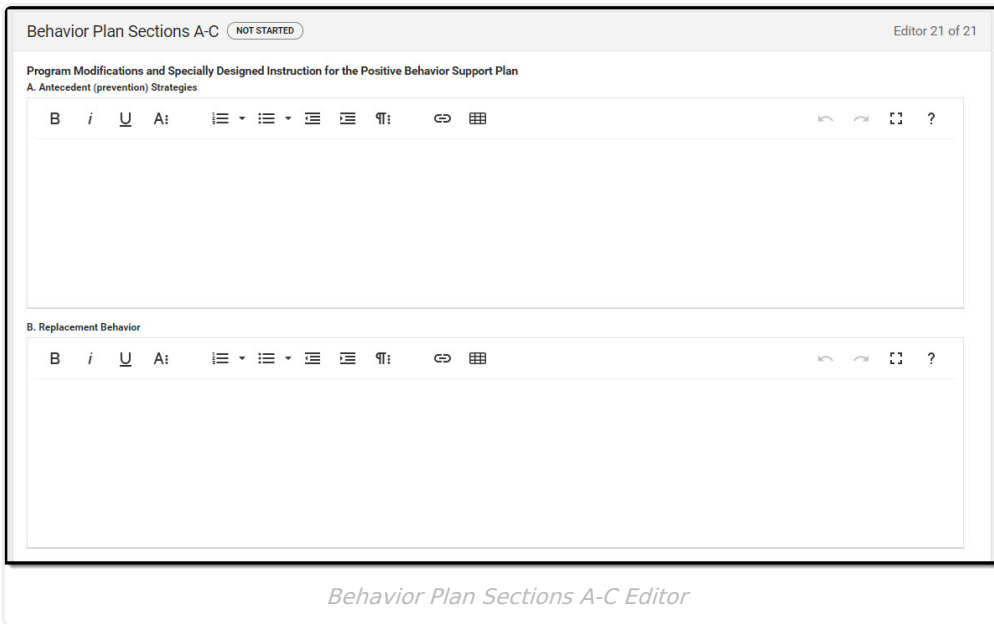 Behavior Plan Sections A-C NOT STARTED Editor 21 of 21
Program Modifications and Specially Designed Instruction for the Positive Behavior Support Plan
A. Antecedent (prevention) Strategies
B i U A ?
B. Replacement Behavior
B i U A ?
Behavior Plan Sections A-C Editor